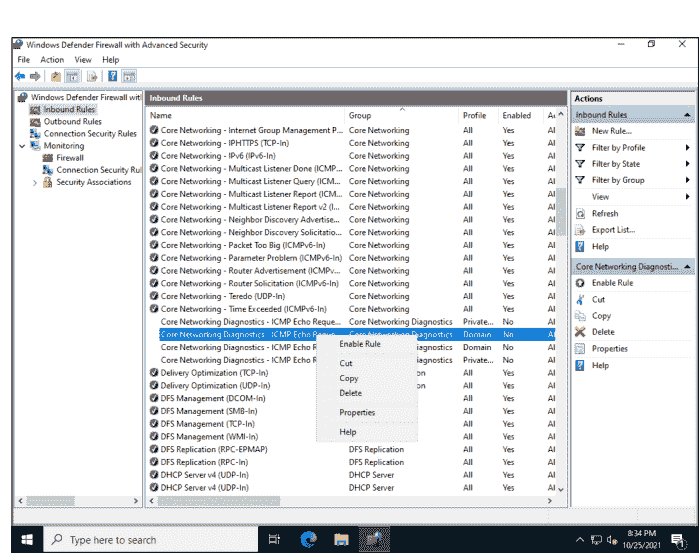 Windows Defender Firewall with Advanced Security
File Action View Help
Windows Defender Firewall wit
Inbound Rules
Outbound Rules
Connection Security Rules
Monitoring
Firewall
Connection Security Rul
Security Associations
Inbound Rules
Name Group Profile Enabled
Core Networking - Internet Group Management P... Core Networking All Yes Al
Core Networking - IPHTTPS (TCP-In) Core Networking All Yes Al
Core Networking - IPv6 (IPv6-In) Core Networking All Yes Al
Core Networking - Multicast Listener Done (ICMP... Core Networking All Yes Al
Core Networking - Multicast Listener Query (ICM... Core Networking All Yes Al
Core Networking - Multicast Listener Report (ICM... Core Networking All Yes Al
Core Networking - Multicast Listener Report v2 (I... Core Networking All Yes Al
Core Networking - Neighbor Discovery Advertise... Core Networking All Yes Al
Core Networking - Neighbor Discovery Solicitatio... Core Networking All Yes Al
Core Networking - Packet Too Big (ICMPv6-In) Core Networking All Yes Al
Core Networking - Parameter Problem (ICMPv6-In) Core Networking All Yes Al
Core Networking - Router Advertisement (ICMPv... Core Networking All Yes Al
Core Networking - Router Solicitation (ICMPv6-In) Core Networking All Yes Al
Core Networking - Teredo (UDP-In) Core Networking All Yes Al
Core Networking - Time Exceeded (ICMPv6-In) Core Networking All Yes Al
Core Networking Diagnostics - ICMP Echo Reque... Core Networking Diagnostics Private... No Al
Core Networking Diagnostics - ICMP Echo Reque... Core Networking Diagnostics Domain No Al
Core Networking Diagnostics - ICMP Echo R iagnostics Domain No Al
Core Networking Diagnostics - ICMP Echo R iagnostics Private... No Al
Delivery Optimization (TCP-In) on All Yes Al
Delivery Optimization (UDP-In) on All Yes Al
DFS Management (DCOM-In) All Yes Al
DFS Management (SMB-In) All Yes Al
DFS Management (TCP-In) All Yes Al
DFS Management (WMI-In) All Yes Al
DFS Replication (RPC-EPMAP) DFS Replication All Yes Al
DFS Replication (RPC-In) DFS Replication All Yes Al
DHCP Server v4 (UDP-In) DHCP Server All Yes Al
DHCP Server v4 (UDP-In) DHCP Server All Yes Al
Enable Rule
Cut
Copy
Delete
Properties
Help
Actions
Inbound Rules
New Rule...
Filter by Profile
Filter by State
Filter by Group
View
Refresh
Export List...
Help
Core Networking Diagnosti...
Enable Rule
Cut
Copy
Delete
Properties
Help
Type here to search
8:34 PM
10/25/2021